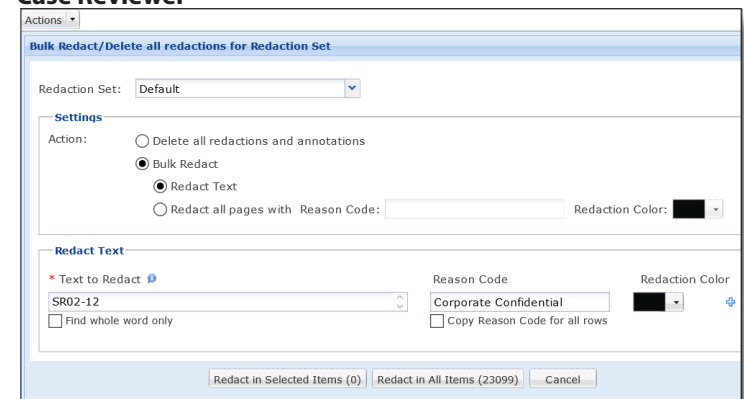 Case Reviewer
Actions
Bulk Redact/Delete all redactions for Redaction Set
Redaction Set: Default
Settings
Action: Delete all redactions and annotations
Bulk Redact
Redact Text
Redact all pages with Reason Code: Redaction Color:
Redact Text
* Text to Redact Reason Code Redaction Color
SR02-12 Corporate Confidential
Find whole word only Copy Reason Code for all rows
Redact in Selected Items (0) Redact in All Items (23099) Cancel